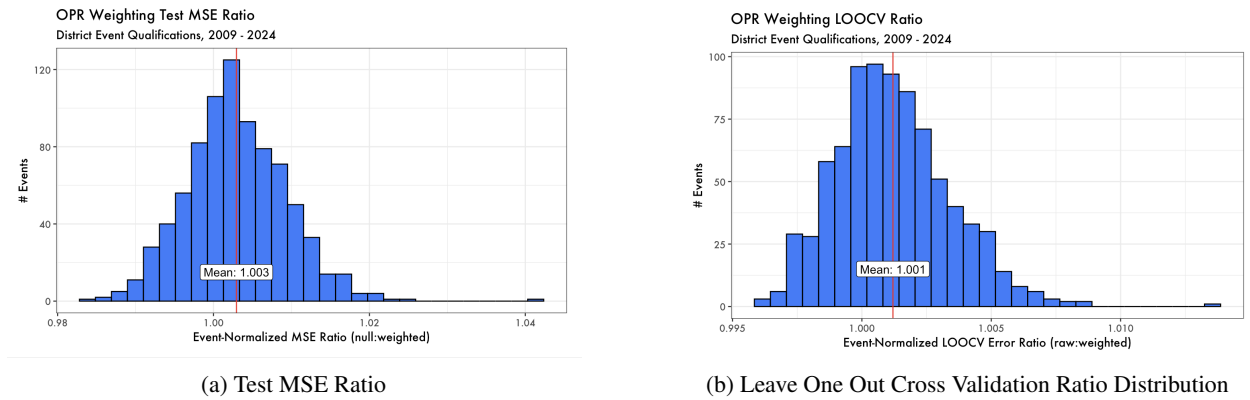 OPR Weighting Test MSE Ratio
District Event Qualifications, 2009 - 2024
# Events
120
80
40
0
Mean: 1.003
0.98
1.00
1.02
1.04
Event-Normalized MSE Ratio (null:weighted)
(a) Test MSE Ratio
OPR Weighting LOOCV Ratio
District Event Qualifications, 2009 - 2024
# Events
100
75
50
25
0
Mean: 1.001
0.995
1.000
1.005
1.010
Event-Normalized LOOCV Error Ratio (raw:weighted)
(b) Leave One Out Cross Validation Ratio Distribution